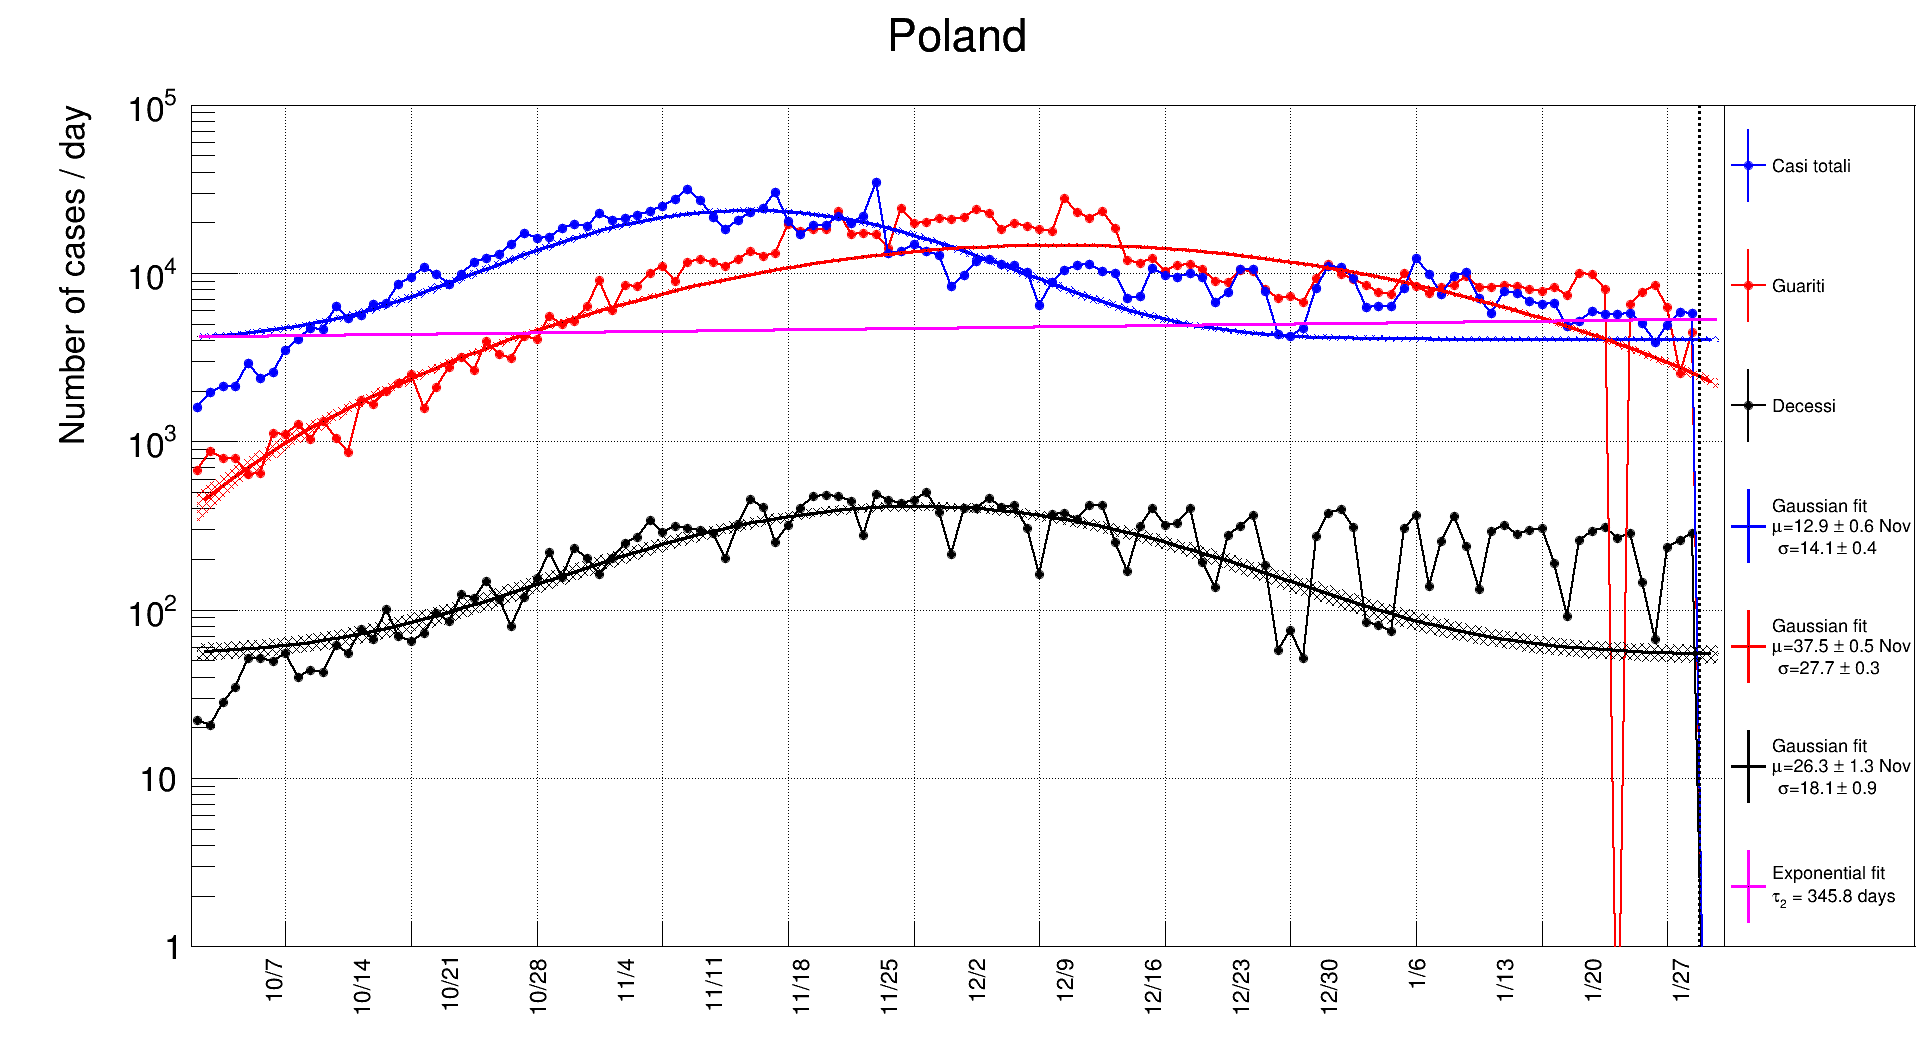 Poland
Number of cases / day
10^5
10^4
10^3
10^2
10
1
10/7
10/14
10/21
10/28
11/4
11/11
11/18
11/25
12/2
12/9
12/16
12/23
12/30
1/6
1/13
1/20
1/27
Casi totali
Guariti
Decessi
Gaussian fit
μ=12.9 ± 0.6 Nov
σ=14.1 ± 0.4
Gaussian fit
μ=37.5 ± 0.5 Nov
σ=27.7 ± 0.3
Gaussian fit
μ=26.3 ± 1.3 Nov
σ=18.1 ± 0.9
Exponential fit
τ₂ = 345.8 days